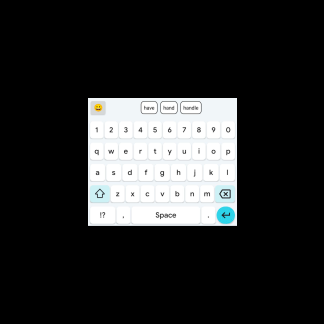 have hand handle
1 2 3 4 5 6 7 8 9 0
q w e r t y u i o p
a s d f g h j k l
z x c v b n m
!? , Space .